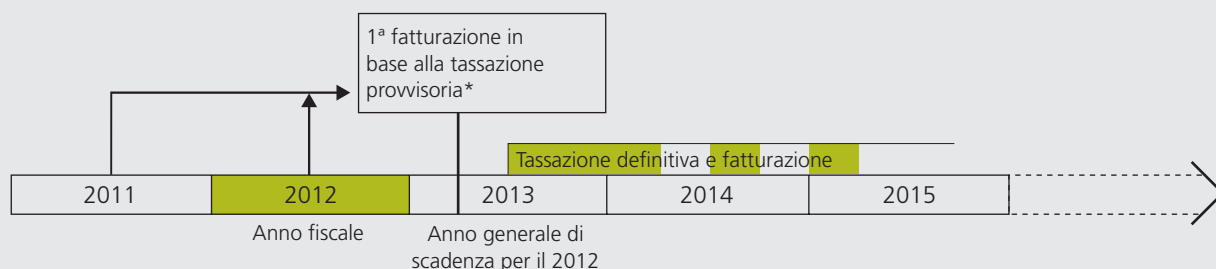 1ª fatturazione in
base alla tassazione
provvisoria*
Tassazione definitiva e fatturazione
2011
2012
2013
2014
2015
Anno fiscale
Anno generale di
scadenza per il 2012